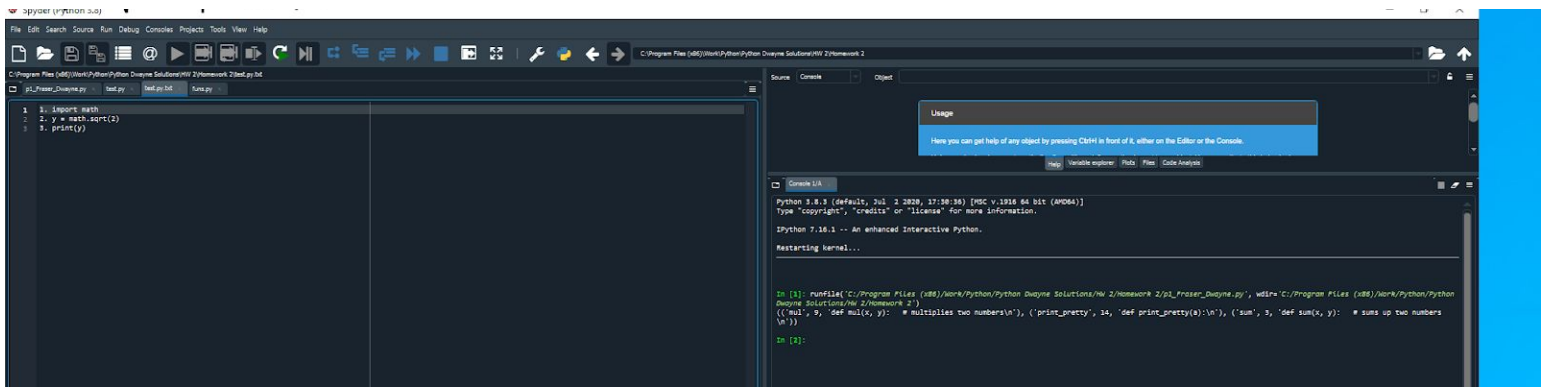 Spyder (Python 3.8)
File Edit Search Source Run Debug Consoles Projects Tools View Help
C:\Program Files (x86)\Work\Python\Python Dwayne Solutions\HW 2\Homework 2
C:\Program Files (x86)\Work\Python\Python Dwayne Solutions\HW 2\Homework 2\test.py.txt
p1_Fraser_Dwayne.py test.py test.py.txt funs.py
1 1. import math
2 2. y = math.sqrt(2)
3 3. print(y)
Source Console Object
Usage
Here you can get help of any object by pressing Ctrl+I in front of it, either on the Editor or the Console.
Help Variable explorer Plots Files Code Analysis
Console 1/A
Python 3.8.3 (default, Jul 2 2020, 17:30:36) [MSC v.1916 64 bit (AMD64)]
Type "copyright", "credits" or "license" for more information.
IPython 7.16.1 -- An enhanced Interactive Python.
Restarting kernel...
In [1]: runfile('C:/Program Files (x86)/Work/Python/Python Dwayne Solutions/HW 2/Homework 2/p1_Fraser_Dwayne.py', wdir='C:/Program Files (x86)/Work/Python/Python
Dwayne Solutions/HW 2/Homework 2')
(('mul', 9, 'def mul(x, y):   # multiplies two numbers\n'), ('print_pretty', 14, 'def print_pretty(a):\n'), ('sum', 3, 'def sum(x, y):   # sums up two numbers
\n'))
In [2]: